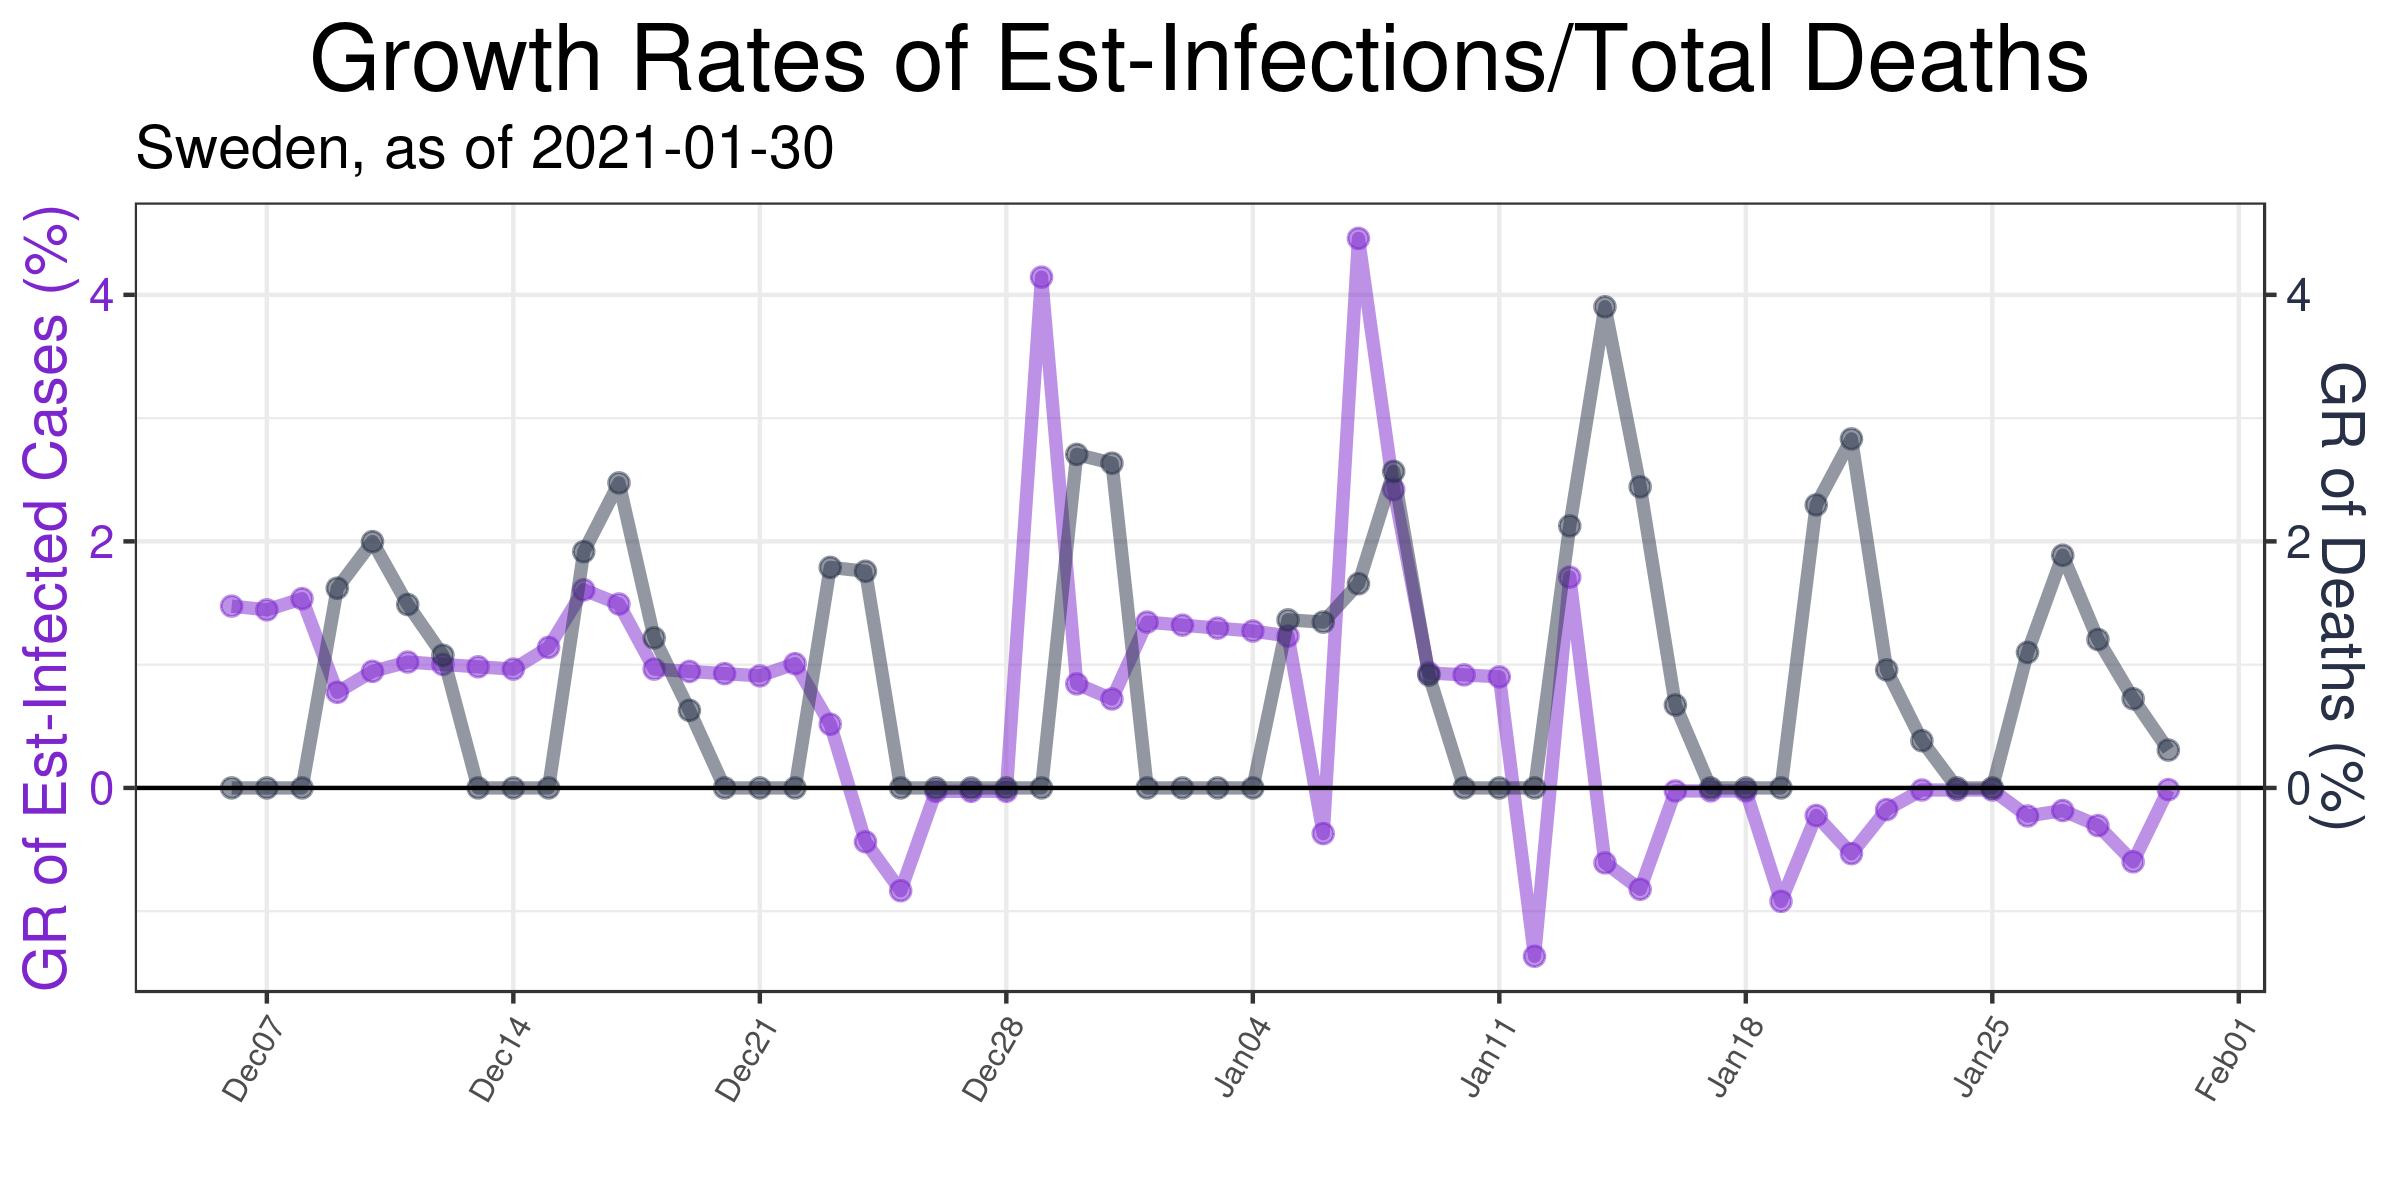 Growth Rates of Est-Infections/Total Deaths
Sweden, as of 2021-01-30
GR of Est-Infected Cases (%)
4
2
0
4
2
0
GR of Deaths (%)
Dec07
Dec14
Dec21
Dec28
Jan04
Jan11
Jan18
Jan25
Feb01